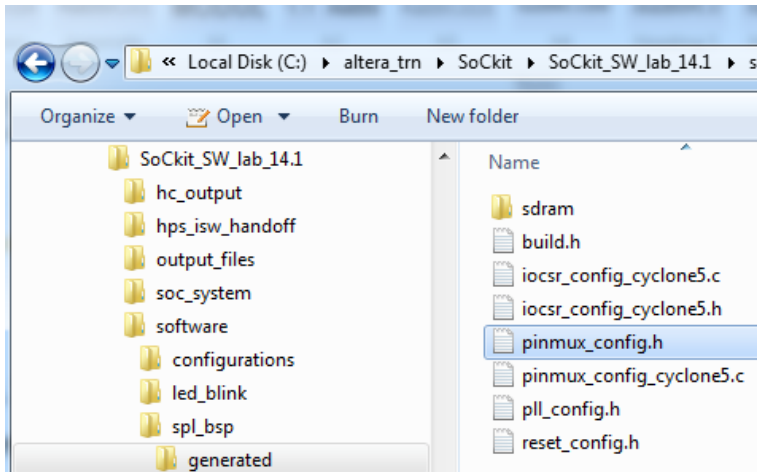 « Local Disk (C:) ▸ altera_trn ▸ SoCkit ▸ SoCkit_SW_lab_14.1 ▸ s
Organize ▾ Open ▾ Burn New folder
SoCkit_SW_lab_14.1
hc_output
hps_isw_handoff
output_files
soc_system
software
configurations
led_blink
spl_bsp
generated
Name
sdram
build.h
iocsr_config_cyclone5.c
iocsr_config_cyclone5.h
pinmux_config.h
pinmux_config_cyclone5.c
pll_config.h
reset_config.h